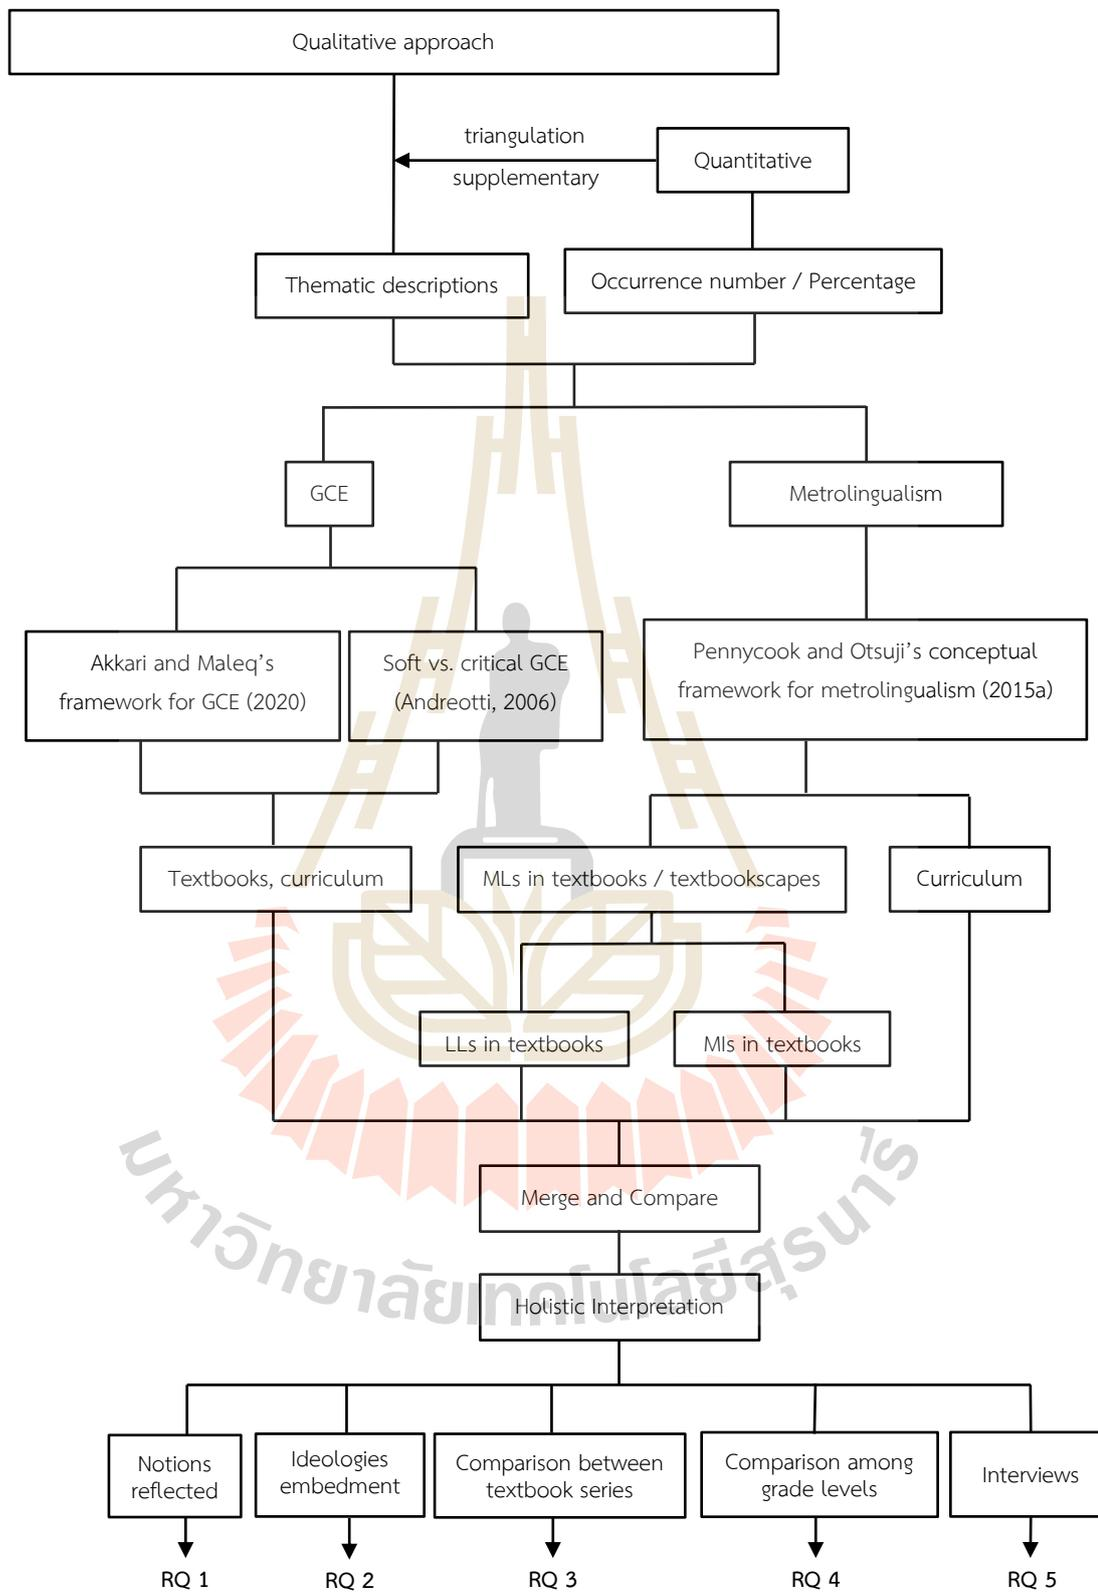 Qualitative approach
triangulation
Quantitative
supplementary
Thematic descriptions
Occurrence number / Percentage
GCE
Metrolingualism
Akkari and Maleq's
framework for GCE (2020)
Soft vs. critical GCE
(Andreotti, 2006)
Pennycook and Otsuji's conceptual
framework for metrolingualism (2015a)
Textbooks, curriculum
MLs in textbooks / textbookscapes
Curriculum
LLs in textbooks
MIs in textbooks
Merge and Compare
มหาวิทยาลัยเทคโนโลยีสุรนารี
Holistic Interpretation
Notions
reflected
Ideologies
embedment
Comparison between
textbook series
Comparison among
grade levels
Interviews
RQ 1
RQ 2
RQ 3
RQ 4
RQ 5